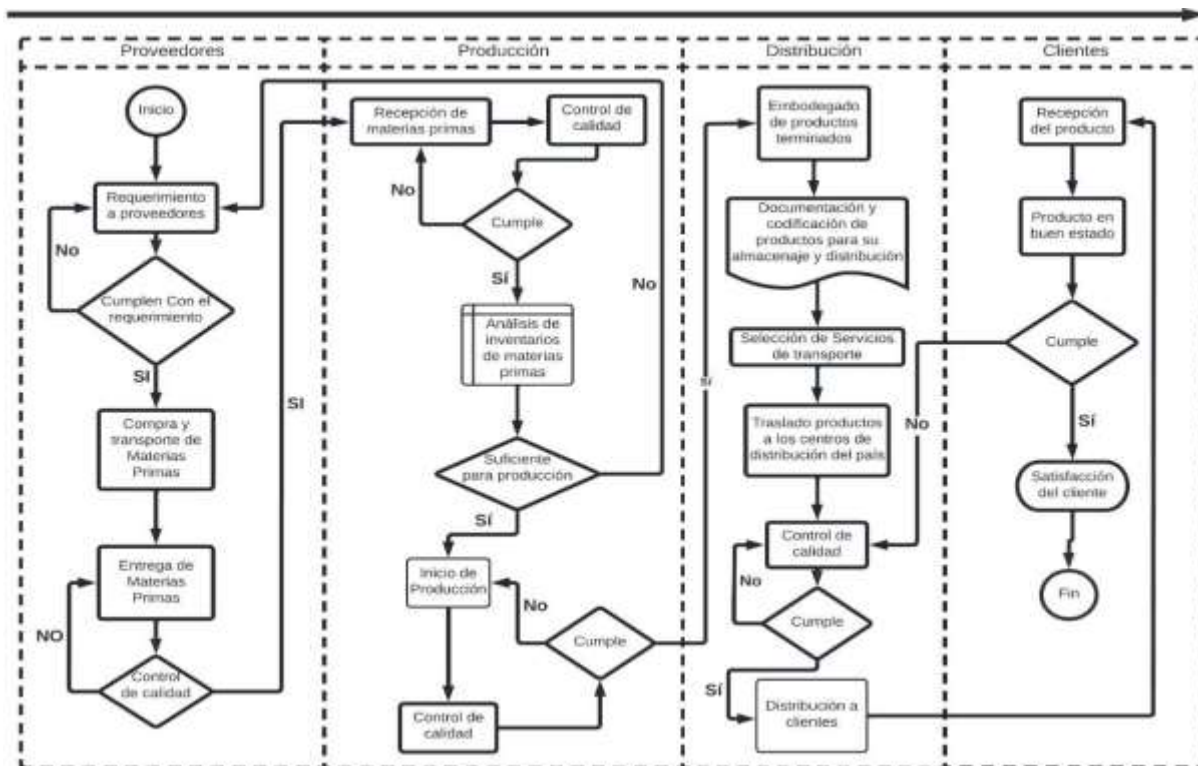 Proveedores
Inicio
Requerimiento
a proveedores
No
Cumplen Con el
requerimiento
SI
Compra y
transporte de
Materias
Primas
Entrega de
Materias
Primas
NO
Control
de calidad
SI
Producción
Recepción de
materias primas
Control de
calidad
No
Cumple
Sí
Análisis de
inventarios
de materias
primas
No
Suficiente
para producción
Sí
Inicio de
Producción
No
Cumple
Control de
calidad
Sí
Distribución
Embodegado
de productos
terminados
Documentación y
codificación de
productos para su
almacenaje y distribución
Selección de Servicios
de transporte
Traslado productos
a los centros de
distribución del país
Control de
calidad
No
Cumple
Sí
Distribución a
clientes
Clientes
Recepción
del producto
Producto en
buen estado
Cumple
No
Sí
Satisfacción
del cliente
Fin